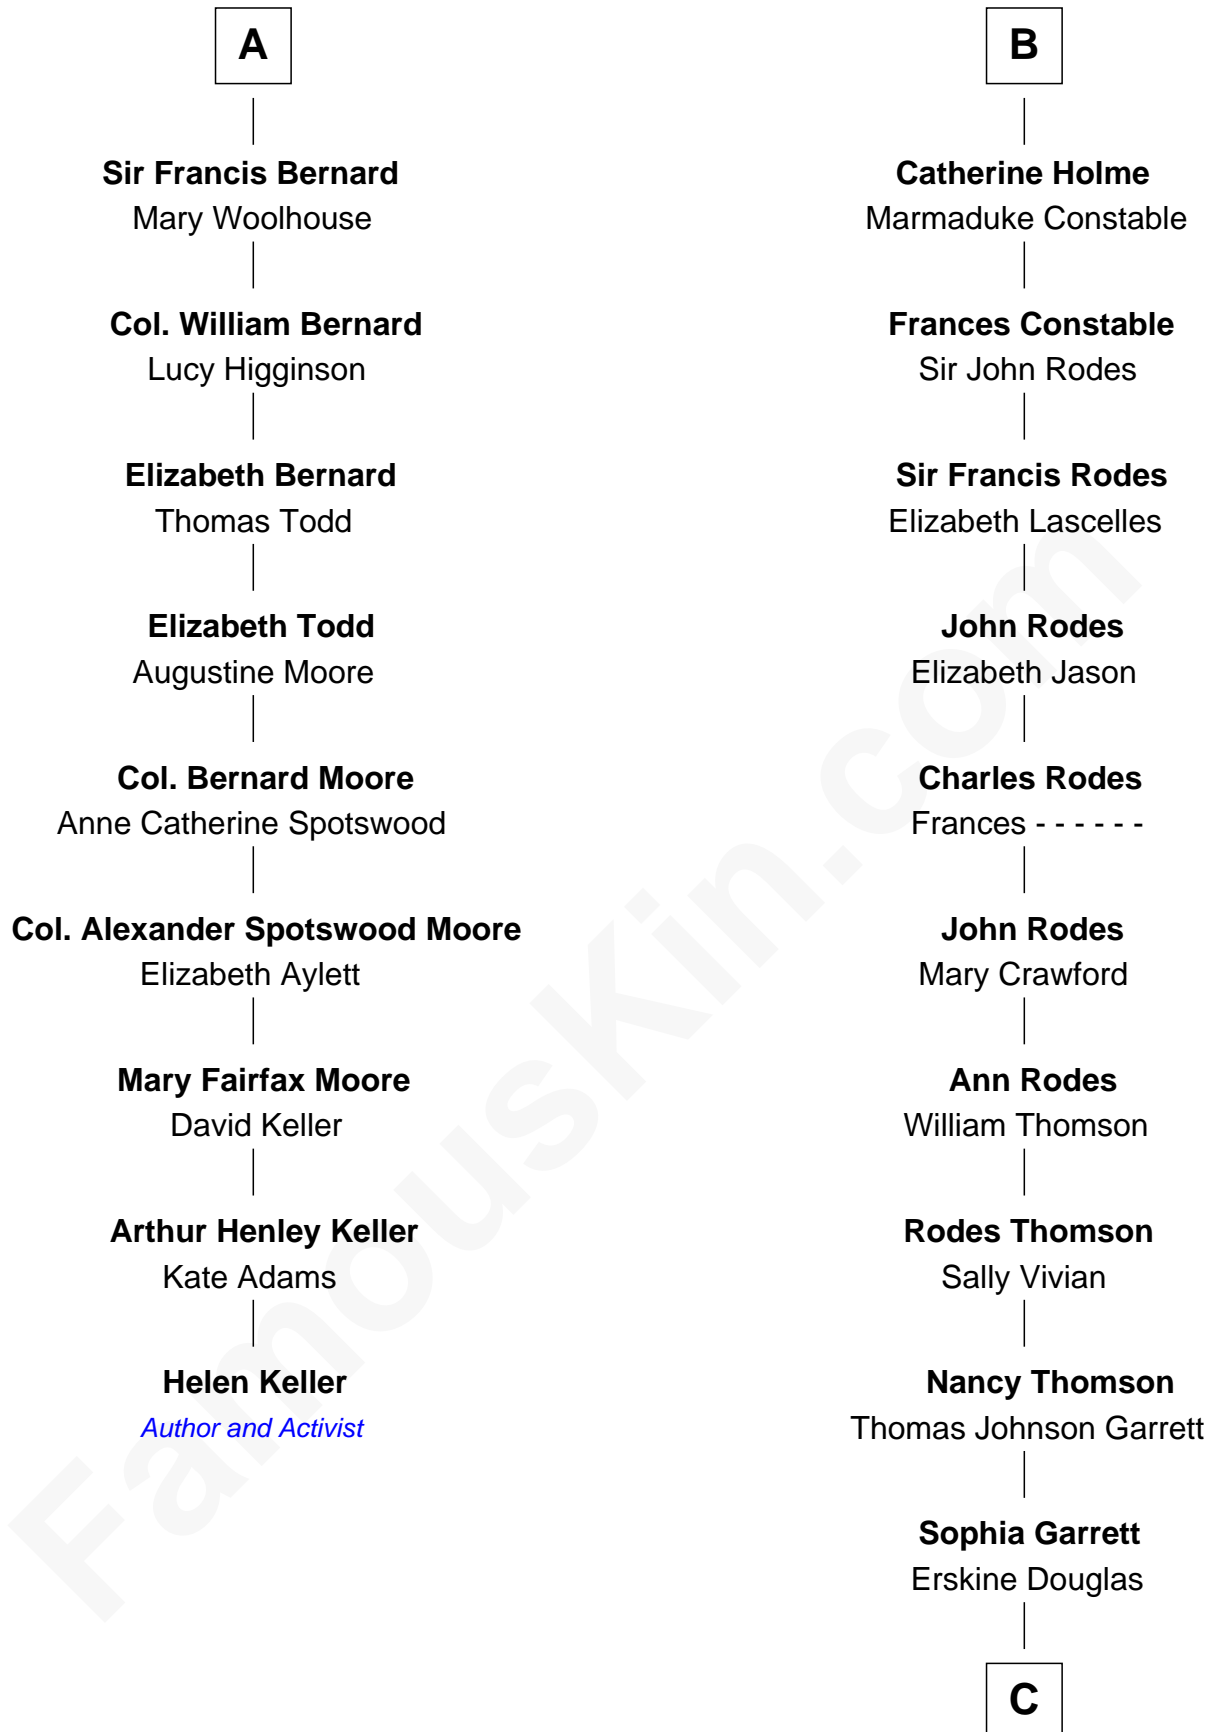 A
Sir Francis Bernard
Mary Woolhouse
Col. William Bernard
Lucy Higginson
Elizabeth Bernard
Thomas Todd
Elizabeth Todd
Augustine Moore
Col. Bernard Moore
Anne Catherine Spotswood
Col. Alexander Spotswood Moore
Elizabeth Aylett
Mary Fairfax Moore
David Keller
Arthur Henley Keller
Kate Adams
Helen Keller
Author and Activist
B
Catherine Holme
Marmaduke Constable
Frances Constable
Sir John Rodes
Sir Francis Rodes
Elizabeth Lascelles
John Rodes
Elizabeth Jason
Charles Rodes
Frances - - - - - -
John Rodes
Mary Crawford
Ann Rodes
William Thomson
Rodes Thomson
Sally Vivian
Nancy Thomson
Thomas Johnson Garrett
Sophia Garrett
Erskine Douglas
C
FamousKin.com